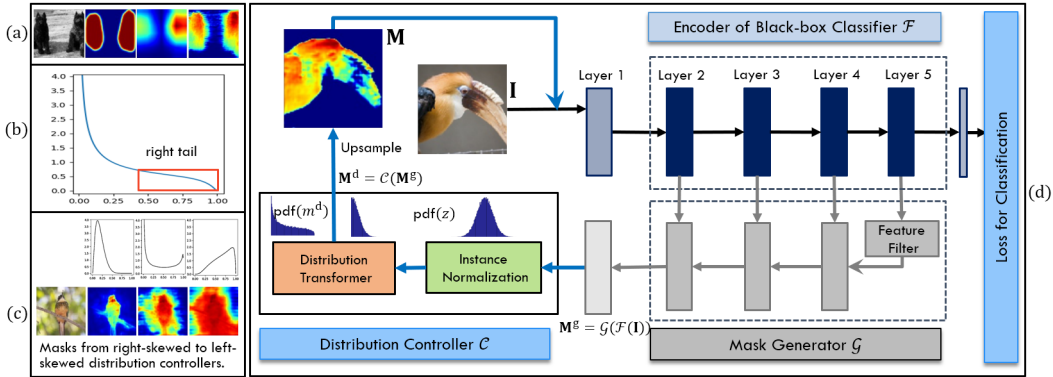 (a)
(b)
4.0
3.5
3.0
2.5
2.0
1.5
1.0
0.5
0.0
right tail
0.00 0.25 0.50 0.75 1.00
(c)
Masks from right-skewed to left-
skewed distribution controllers.
M
I
Encoder of Black-box Classifier ℱ
Layer 1
Layer 2
Layer 3
Layer 4
Layer 5
Upsample
M^d = 𝒞(M^g)
pdf(m^d)
pdf(z)
Distribution
Transformer
Instance
Normalization
Feature
Filter
M^g = 𝒢(ℱ(I))
Distribution Controller 𝒞
Mask Generator 𝒢
Loss for Classification
(d)